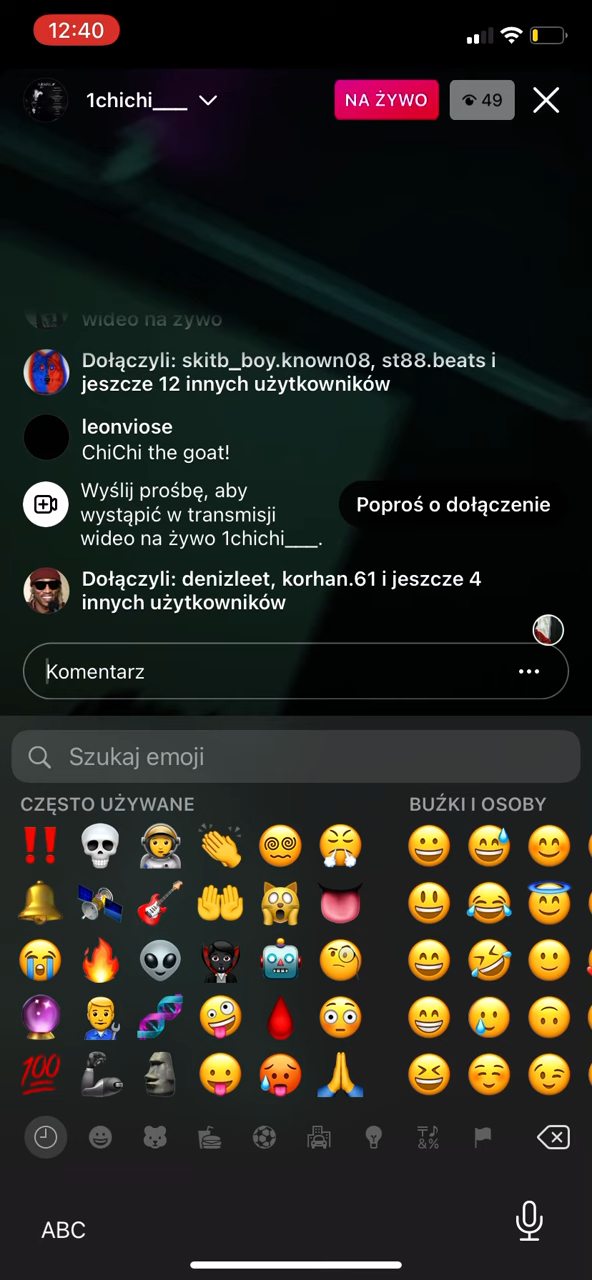 12:40
1chichi___
NA ŻYWO
49
wideo na żywo
Dołączyli: skitb_boy.known08, st88.beats i
jeszcze 12 innych użytkowników
leonviose
ChiChi the goat!
Wyślij prośbę, aby
wystąpić w transmisji
wideo na żywo 1chichi___.
Poproś o dołączenie
Dołączyli: denizleet, korhan.61 i jeszcze 4
innych użytkowników
Komentarz
Szukaj emoji
CZĘSTO UŻYWANE
BUŹKI I OSOBY
ABC